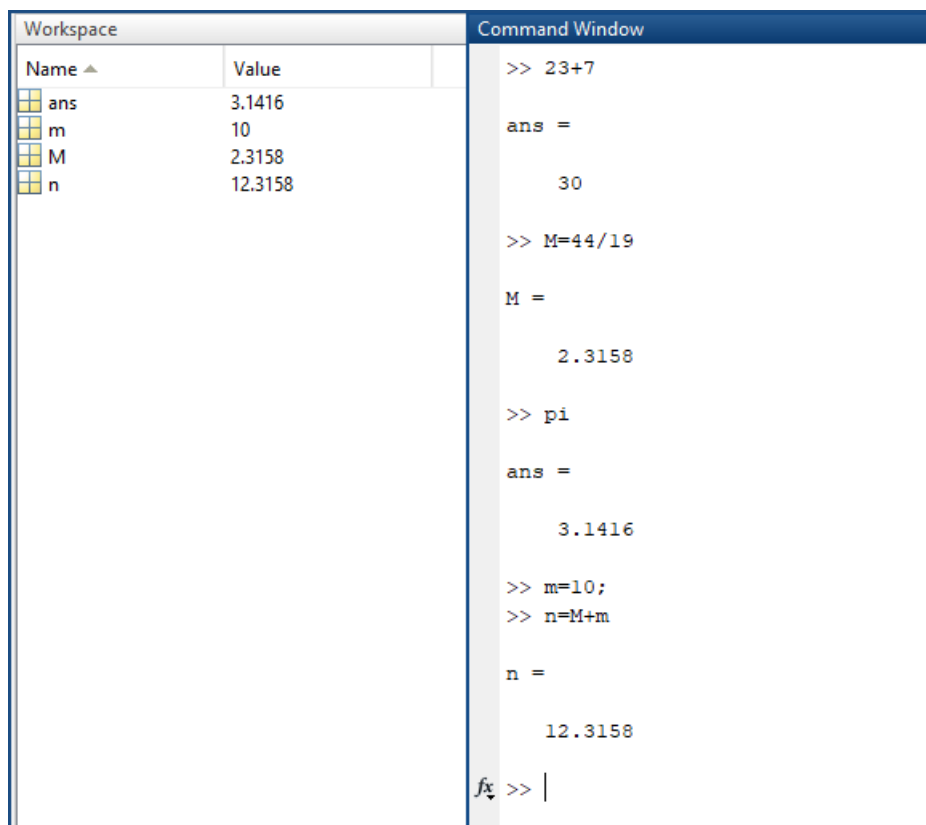 Workspace
Name Value
ans 3.1416
m 10
M 2.3158
n 12.3158
Command Window
>> 23+7
ans =
30
>> M=44/19
M =
2.3158
>> pi
ans =
3.1416
>> m=10;
>> n=M+m
n =
12.3158
fx >>